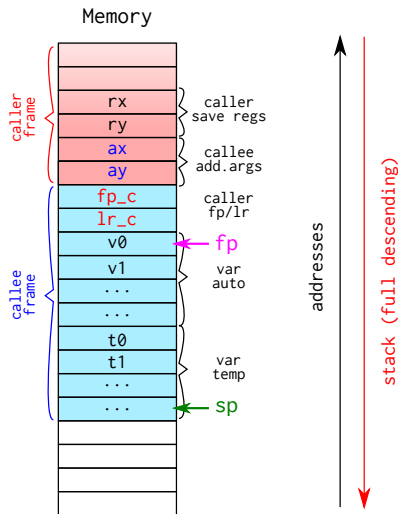 Memory
caller
frame
rx
ry
caller
save regs
ax
ay
callee
add.args
callee
frame
fp_c
lr_c
caller
fp/lr
v0
fp
v1
...
...
var
auto
t0
t1
...
...
var
temp
sp
addresses
stack (full descending)